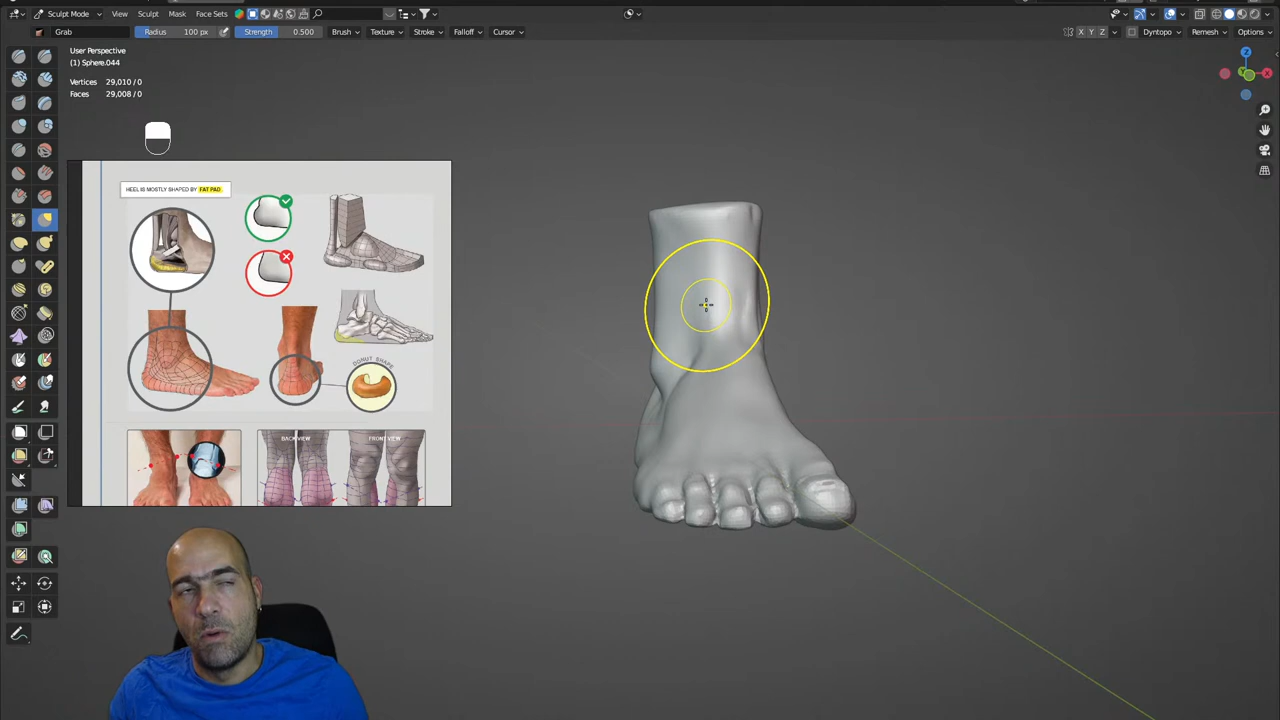 Sculpt Mode View Sculpt Mask Face Sets
Grab Radius 100 px Strength 0.500 Brush Texture Stroke Falloff Cursor X Y Z Dyntopo Remesh Options
User Perspective
(1) Sphere.044
Vertices 29,010 / 0
Faces 29,008 / 0
Z
X
Y
HEEL IS MOSTLY SHAPED BY FAT PAD
DONUT SHAPE
BACK VIEW FRONT VIEW